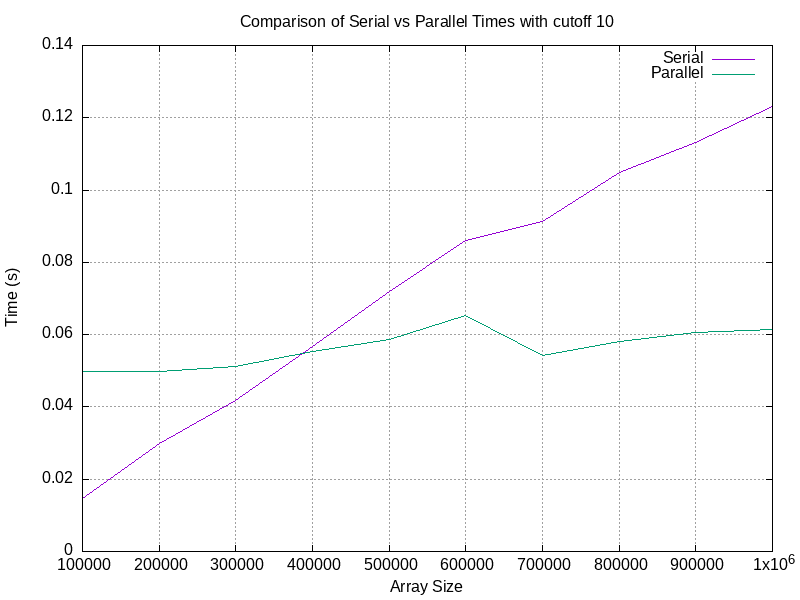 Comparison of Serial vs Parallel Times with cutoff 10
Serial
Parallel
0.14
0.12
0.1
0.08
0.06
0.04
0.02
0
Time (s)
100000 200000 300000 400000 500000 600000 700000 800000 900000 1x10⁶
Array Size